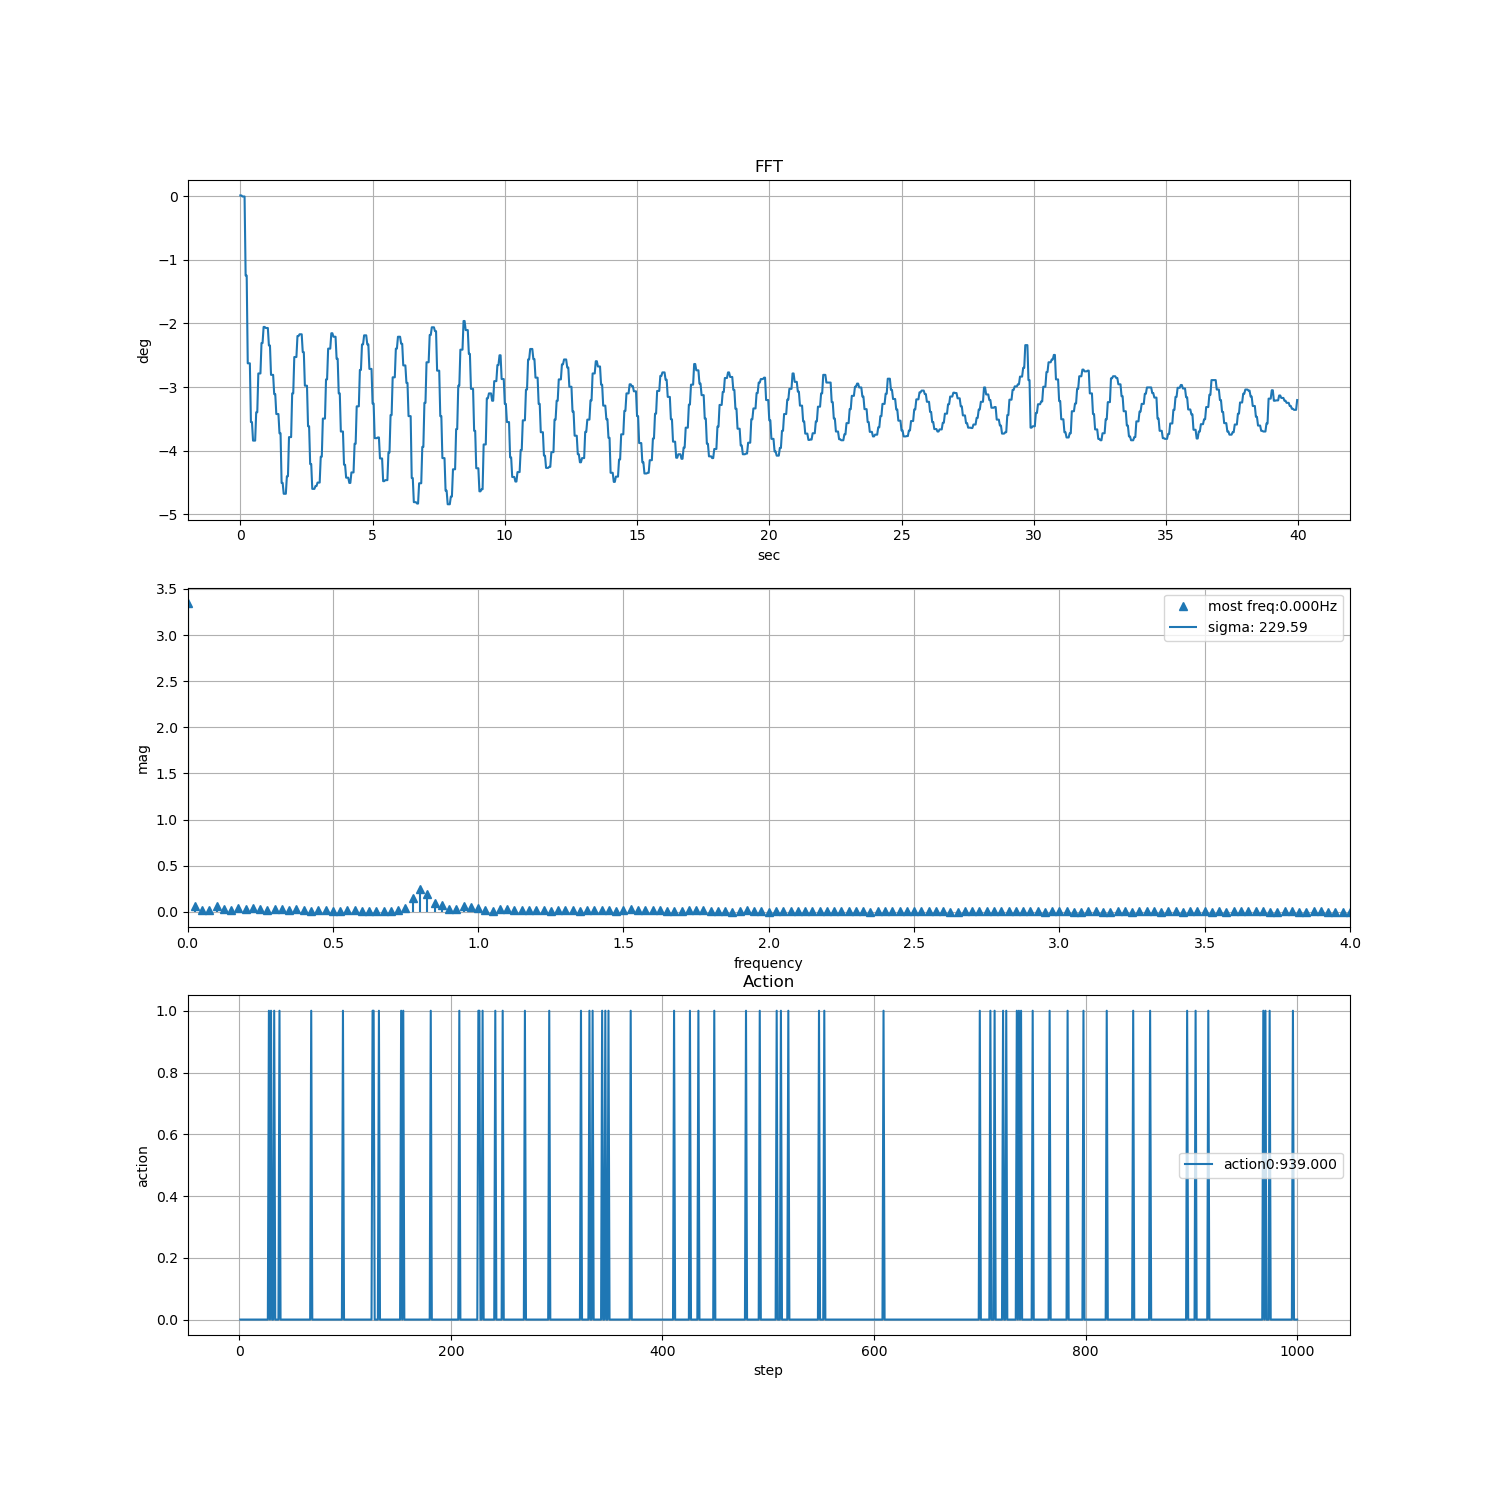 FFT
0
−1
−2
−3
−4
−5
deg
0 5 10 15 20 25 30 35 40
sec
3.5
3.0
2.5
2.0
1.5
1.0
0.5
0.0
mag
most freq:0.000Hz
sigma: 229.59
0.0 0.5 1.0 1.5 2.0 2.5 3.0 3.5 4.0
frequency
Action
1.0
0.8
0.6
0.4
0.2
0.0
action
action0:939.000
0 200 400 600 800 1000
step